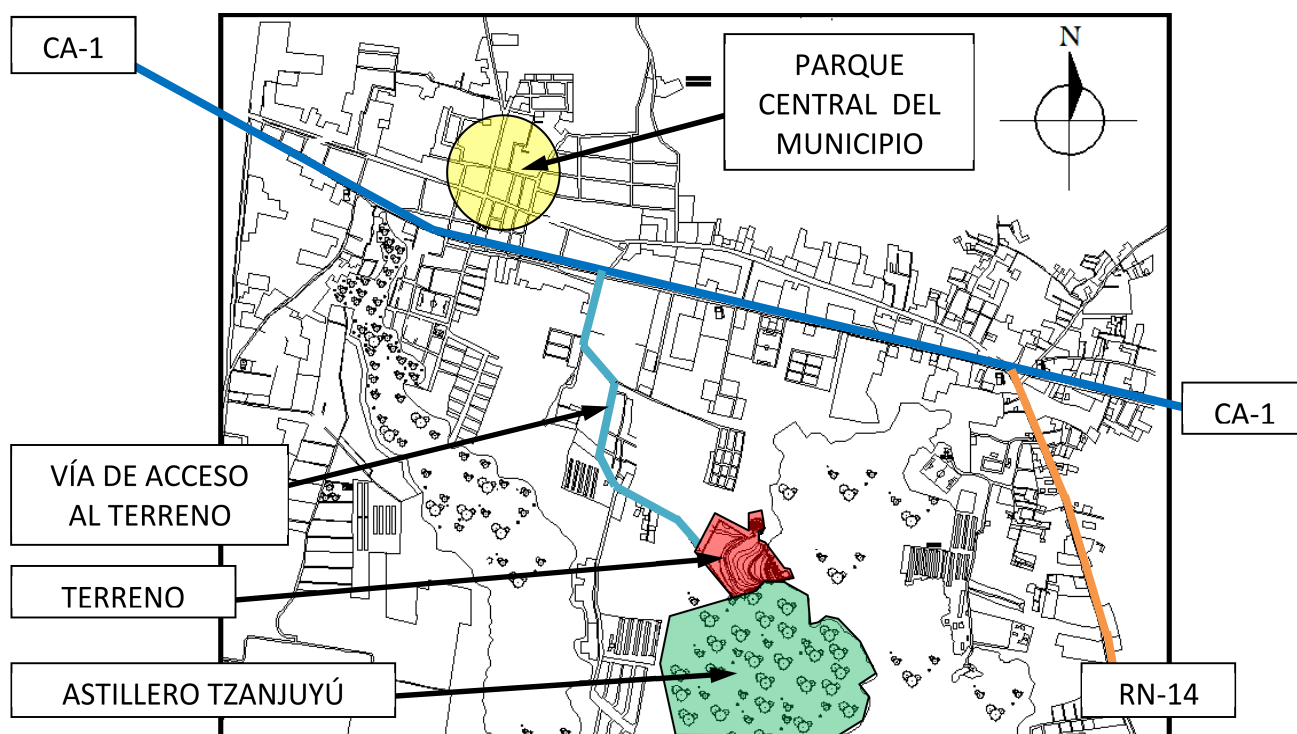 CA-1
PARQUE
CENTRAL DEL
MUNICIPIO
N
CA-1
VÍA DE ACCESO
AL TERRENO
TERRENO
ASTILLERO TZANJUYÚ
RN-14